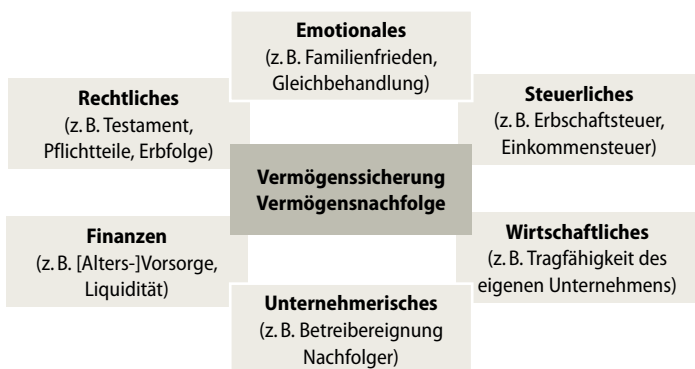 Emotionales
(z. B. Familienfrieden,
Gleichbehandlung)
Rechtliches
(z. B. Testament,
Pflichtteile, Erbfolge)
Steuerliches
(z. B. Erbschaftsteuer,
Einkommensteuer)
Vermögenssicherung
Vermögensnachfolge
Finanzen
(z. B. [Alters-]Vorsorge,
Liquidität)
Wirtschaftliches
(z. B. Tragfähigkeit des
eigenen Unternehmens)
Unternehmerisches
(z. B. Betreibereignung
Nachfolger)